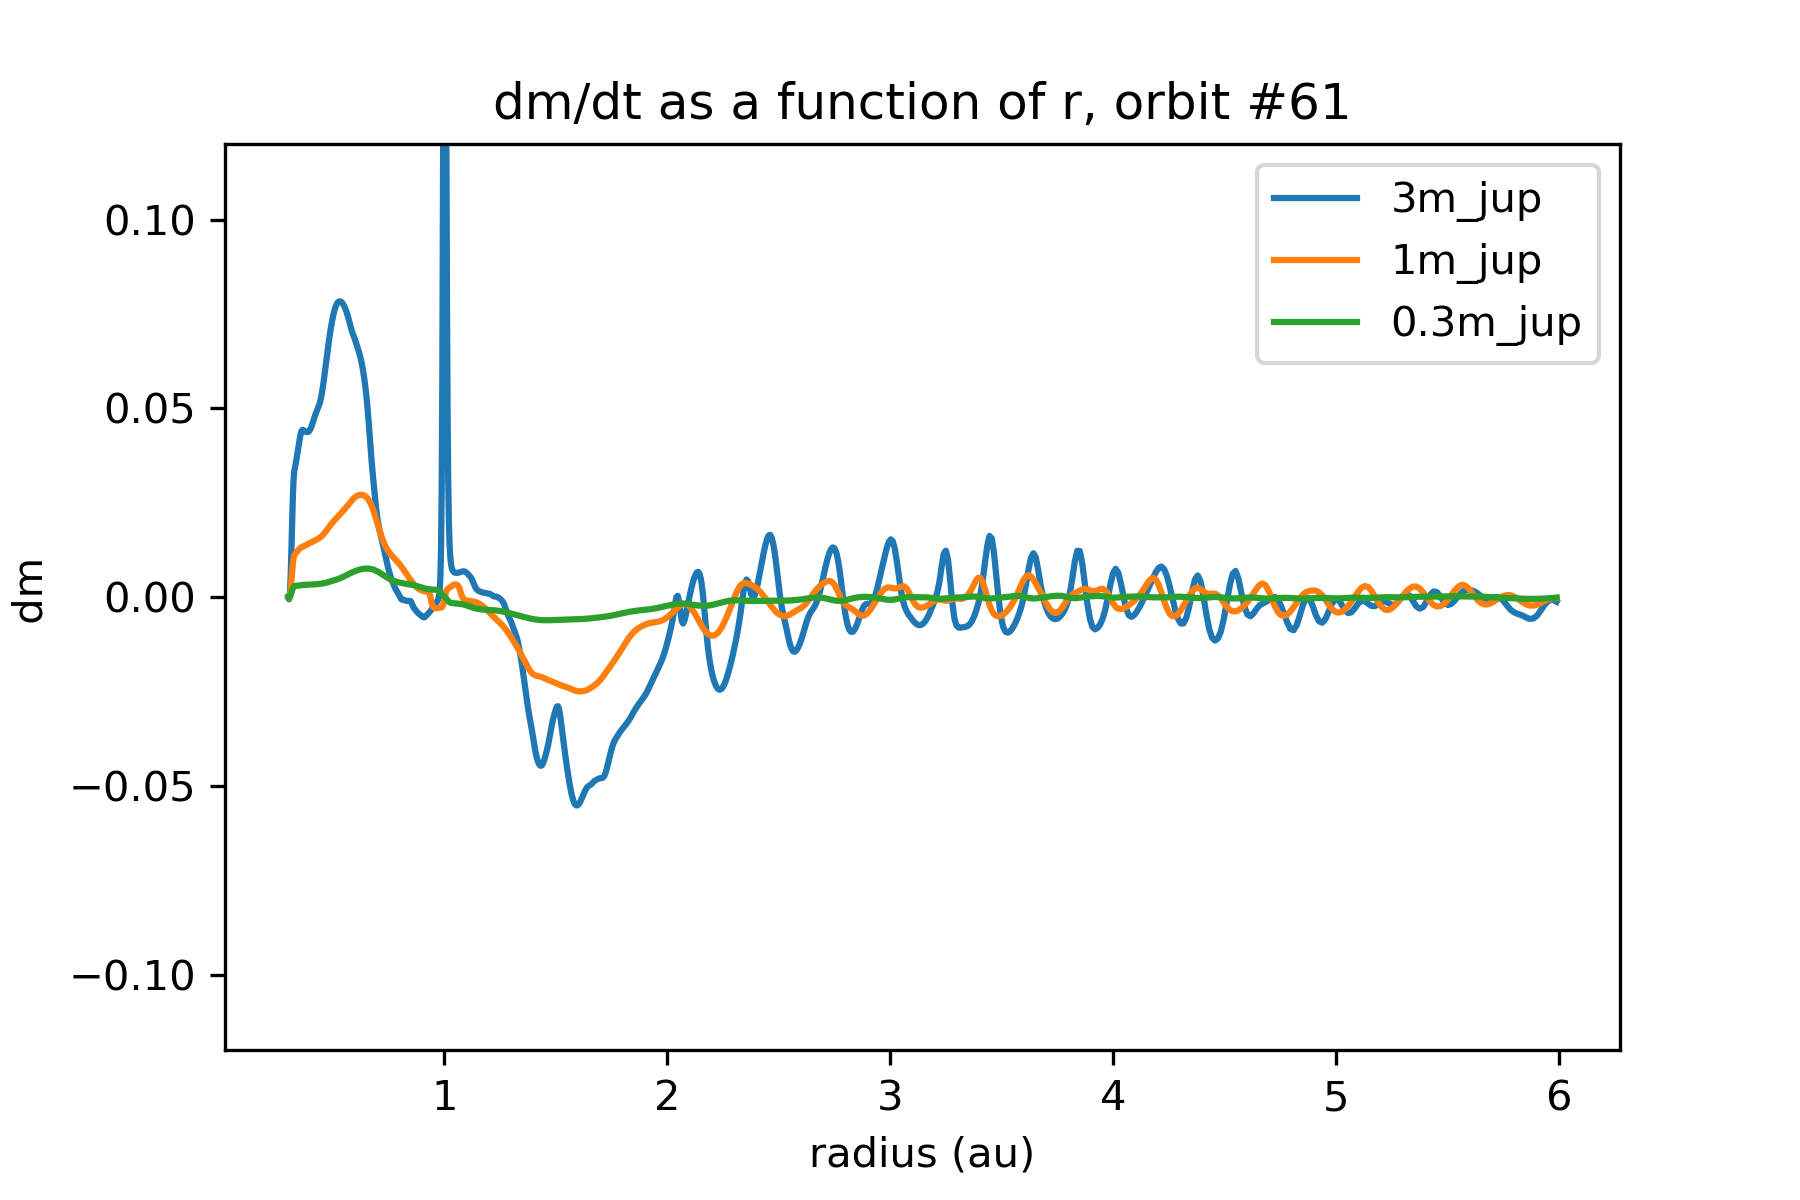 dm/dt as a function of r, orbit #61
3m_jup
1m_jup
0.3m_jup
0.10
0.05
0.00
−0.05
−0.10
dm
1 2 3 4 5 6
radius (au)